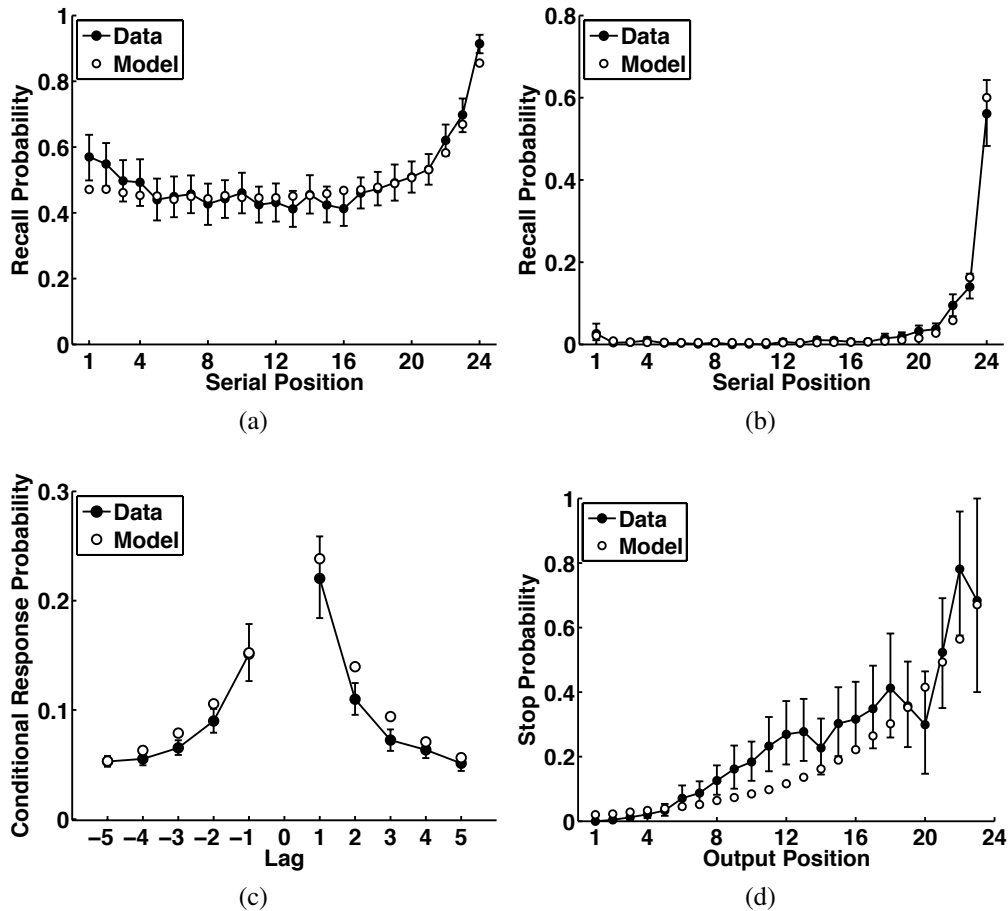 1
0.8
0.6
0.4
0.2
0
Data
Model
Recall Probability
1 4 8 12 16 20 24
Serial Position
(a)
0.8
0.6
0.4
0.2
0
Data
Model
Recall Probability
1 4 8 12 16 20 24
Serial Position
(b)
0.3
0.2
0.1
0
Data
Model
Conditional Response Probability
−5 −4 −3 −2 −1 0 1 2 3 4 5
Lag
(c)
1
0.8
0.6
0.4
0.2
0
Data
Model
Stop Probability
1 4 8 12 16 20 24
Output Position
(d)